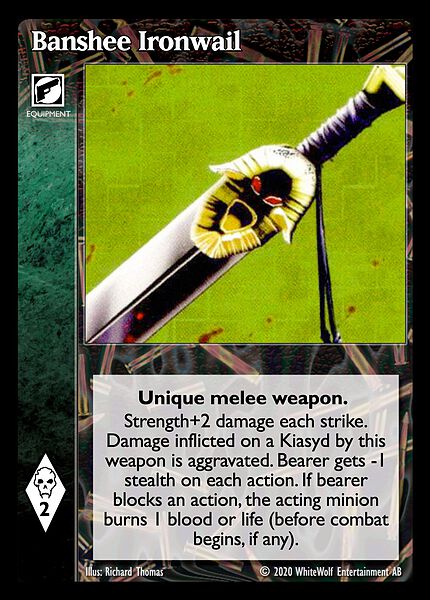 Banshee Ironwail
EQUIPMENT
Unique melee weapon.
Strength+2 damage each strike.
Damage inflicted on a Kiasyd by this
weapon is aggravated. Bearer gets -1
stealth on each action. If bearer
blocks an action, the acting minion
burns 1 blood or life (before combat
begins, if any).
2
Illus: Richard Thomas
© 2020 WhiteWolf Entertainment AB